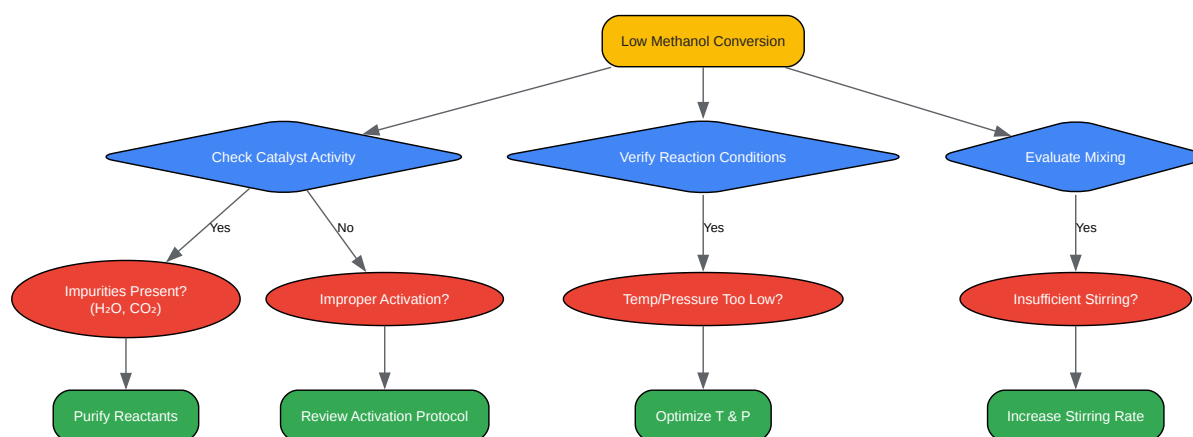 Low Methanol Conversion
Check Catalyst Activity
Verify Reaction Conditions
Evaluate Mixing
Yes
No
Yes
Yes
Impurities Present?
(H₂O, CO₂)
Improper Activation?
Temp/Pressure Too Low?
Insufficient Stirring?
Purify Reactants
Review Activation Protocol
Optimize T & P
Increase Stirring Rate